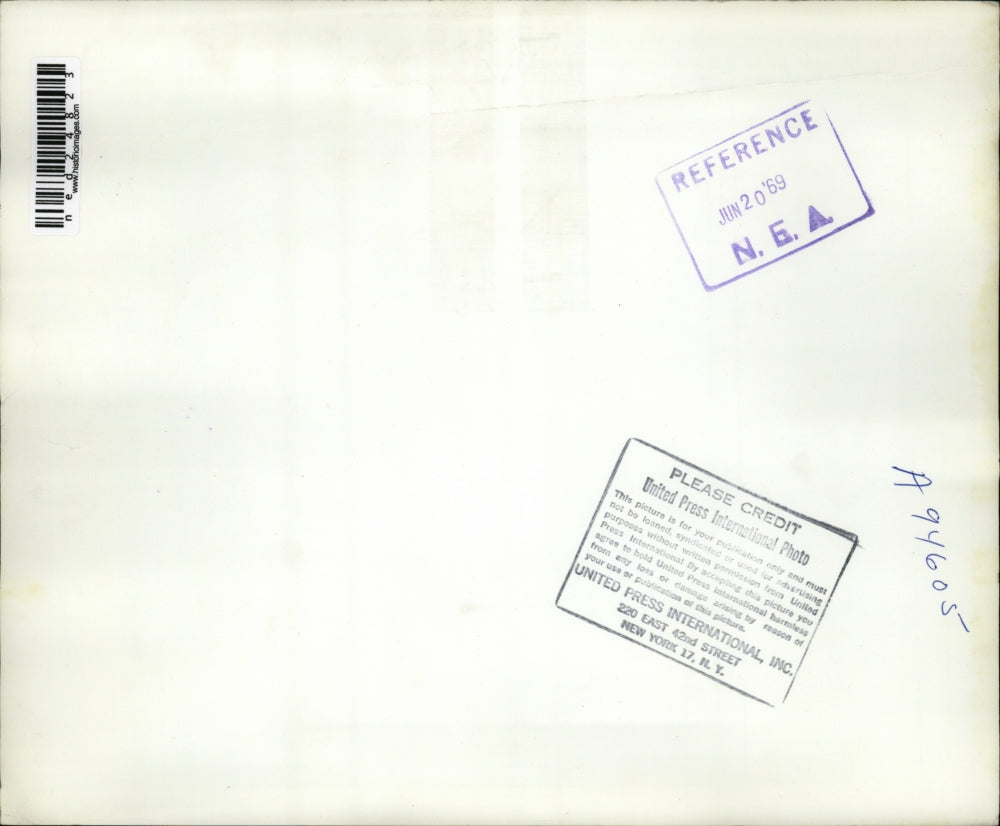 ned24823
www.historicimages.com
REFERENCE
JUN 20 '69
N. E. A.
PLEASE CREDIT
United Press International Photo
This picture is for your publication only and must
not be loaned, syndicated or used for advertising
purposes without written permission from United
Press International By accepting this picture you
agree to hold United Press International harmless
from any loss or damage arising by reason of
your use or publication of this picture.
UNITED PRESS INTERNATIONAL, INC.
220 EAST 42nd STREET
NEW YORK 17, N. Y.
A 94605